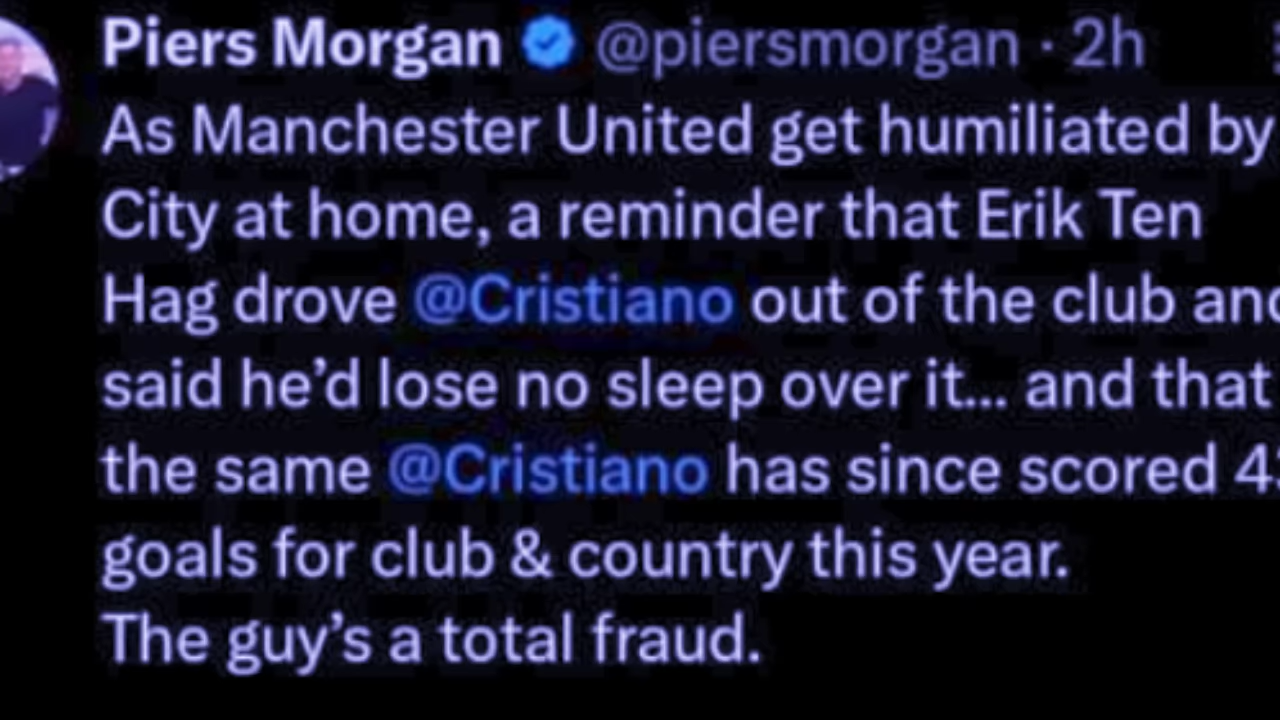 Piers Morgan @piersmorgan · 2h
As Manchester United get humiliated by
City at home, a reminder that Erik Ten
Hag drove @Cristiano out of the club
said he’d lose no sleep over it... and that
the same @Cristiano has since scored
goals for club & country this year.
The guy’s a total fraud.